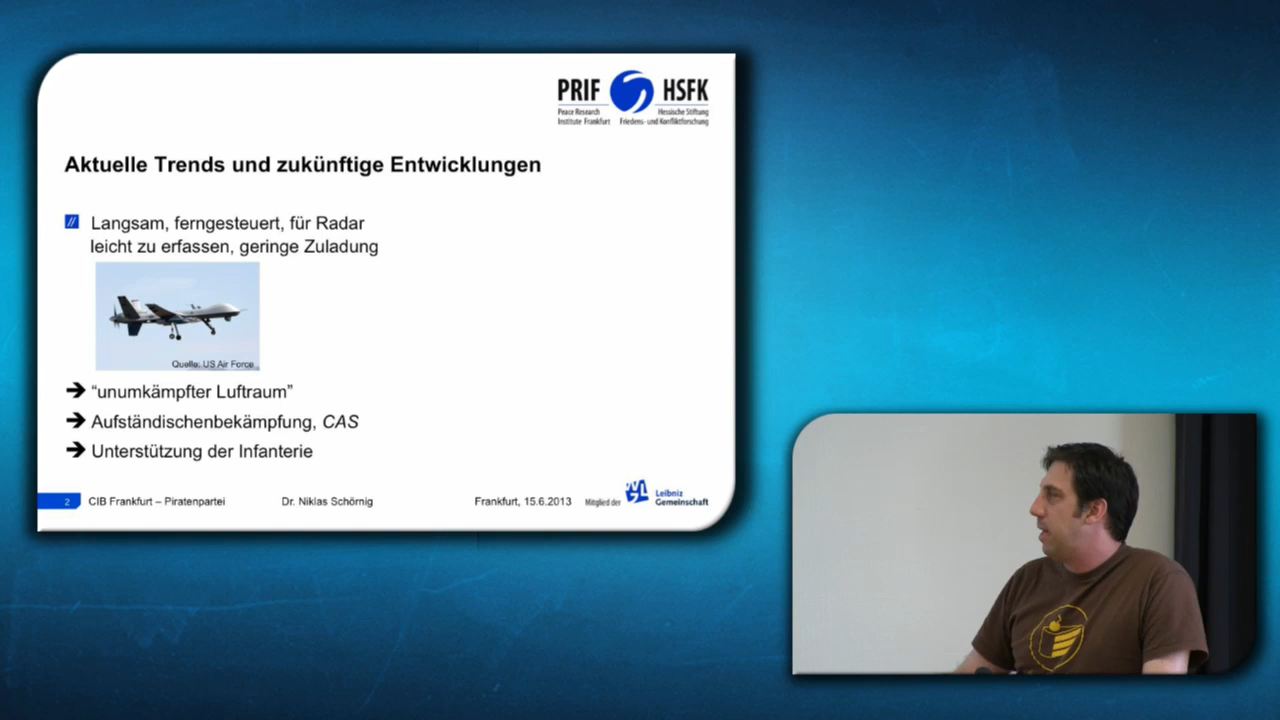 PRIF HSFK
Peace Research Hessische Stiftung
Institute Frankfurt Friedens- und Konfliktforschung
Aktuelle Trends und zukünftige Entwicklungen
// Langsam, ferngesteuert, für Radar
leicht zu erfassen, geringe Zuladung
Quelle: US Air Force
➔ “unumkämpfter Luftraum”
➔ Aufständischenbekämpfung, CAS
➔ Unterstützung der Infanterie
2 CIB Frankfurt – Piratenpartei Dr. Niklas Schörnig Frankfurt, 15.6.2013 Mitglied der Leibniz
Gemeinschaft